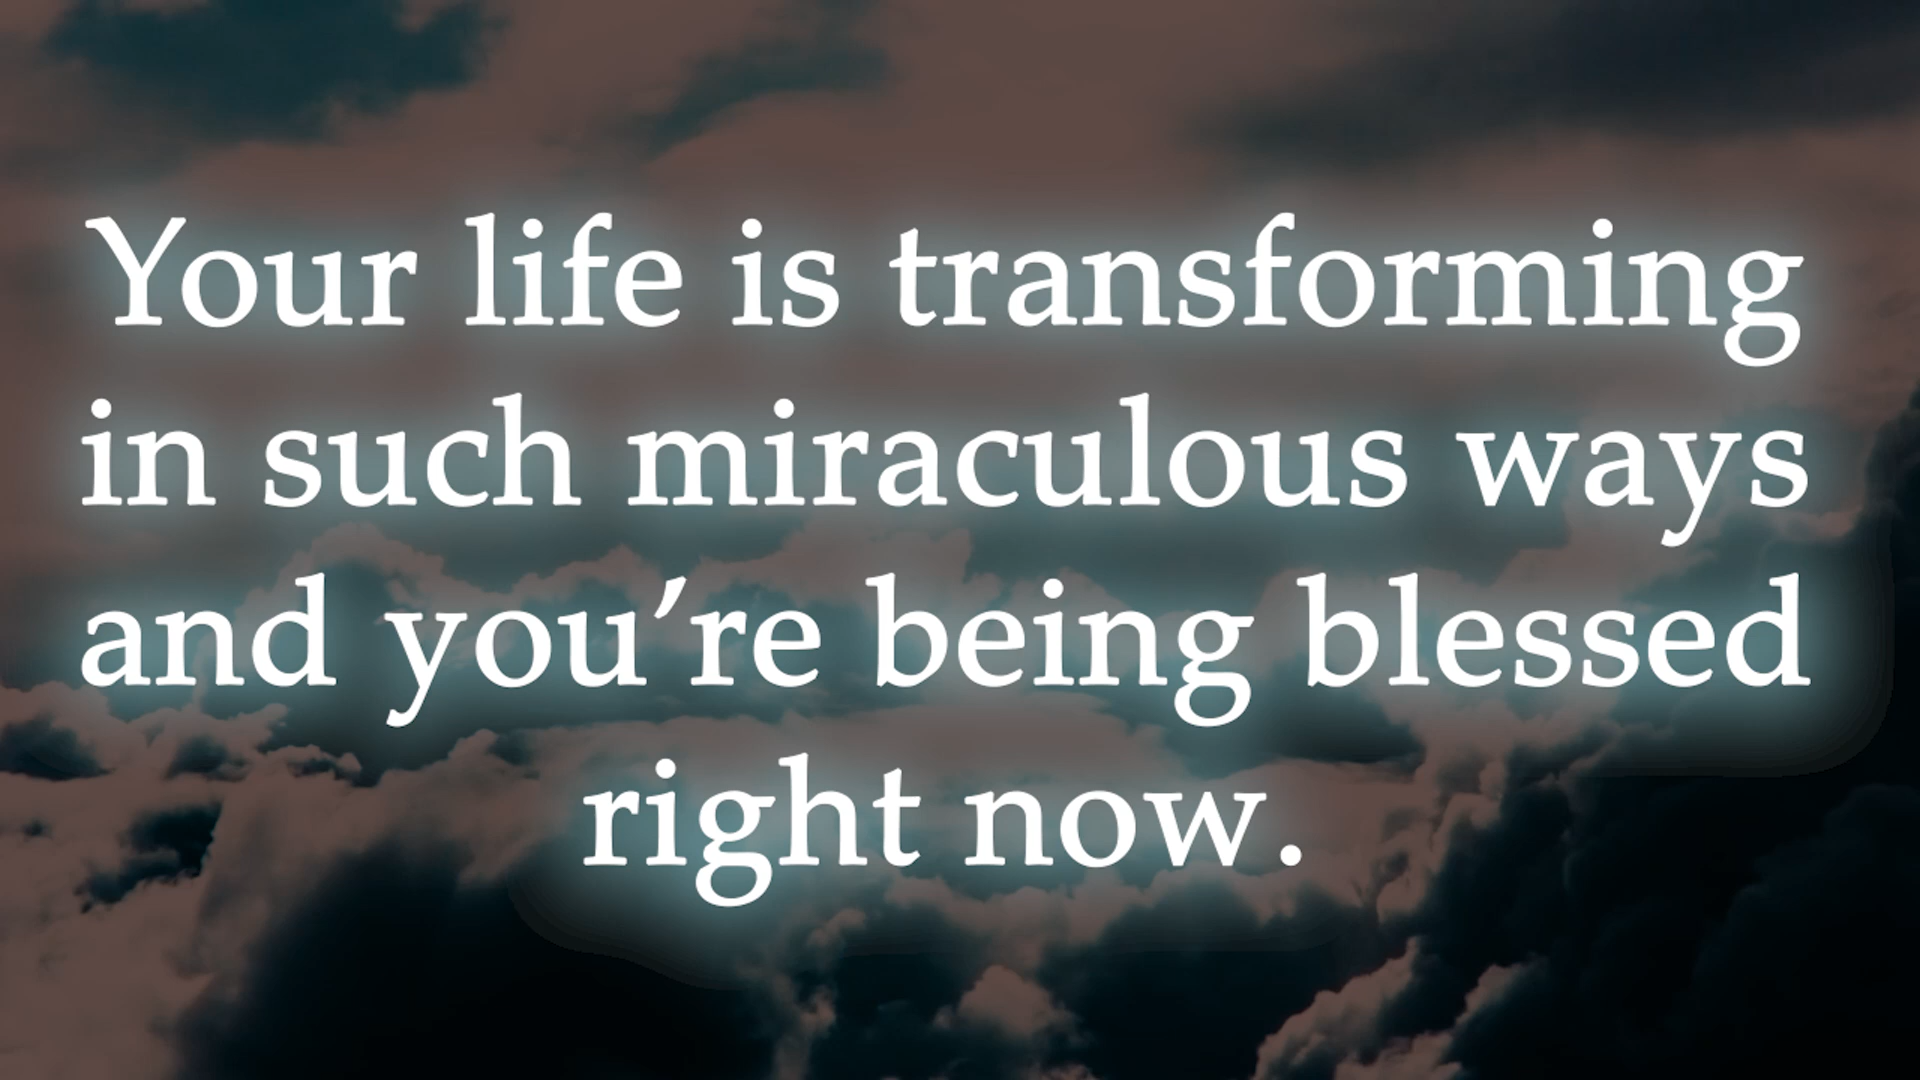 Your life is transforming
in such miraculous ways
and you’re being blessed
right now.